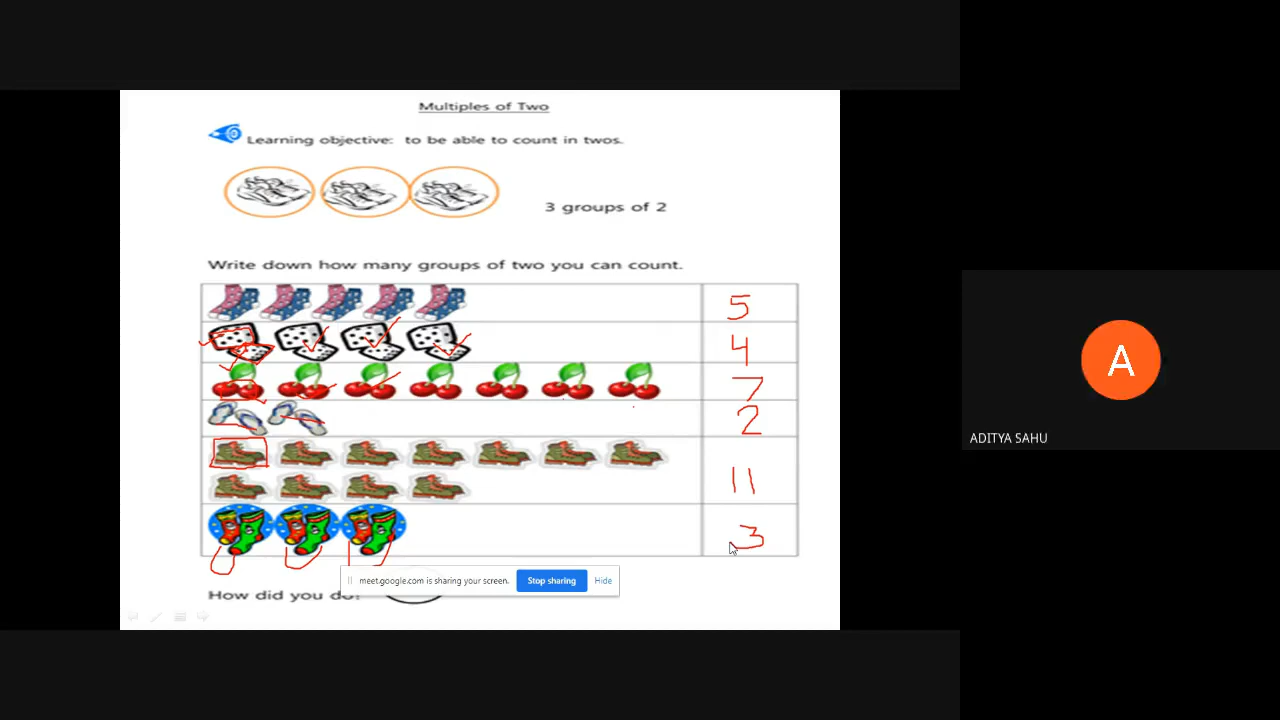 Multiples of Two
Learning objective: to be able to count in twos.
3 groups of 2
Write down how many groups of two you can count.
5
4
7
2
11
3
meet.google.com is sharing your screen. Stop sharing Hide
How did you do?
A
ADITYA SAHU